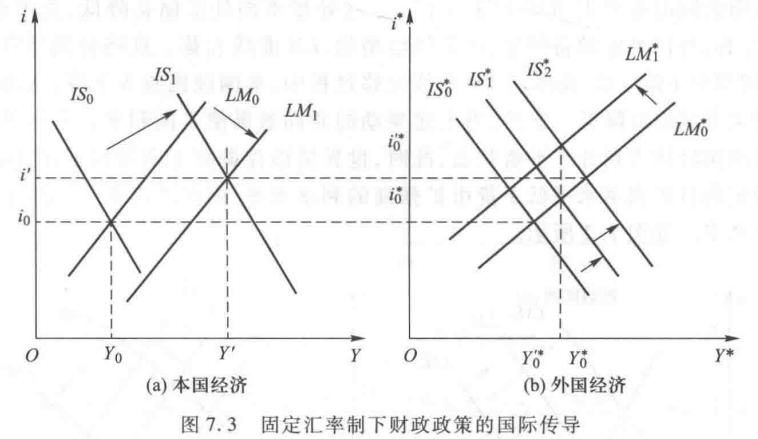 i
IS₀
IS₁
LM₀
LM₁
i′
i₀
O
Y₀
Y′
Y
(a) 本国经济
i*
IS₀*
IS₁*
IS₂*
LM₁*
LM₀*
i₀′*
i₀*
O
Y₀′*
Y₀*
Y*
(b) 外国经济
图 7.3 固定汇率制下财政政策的国际传导